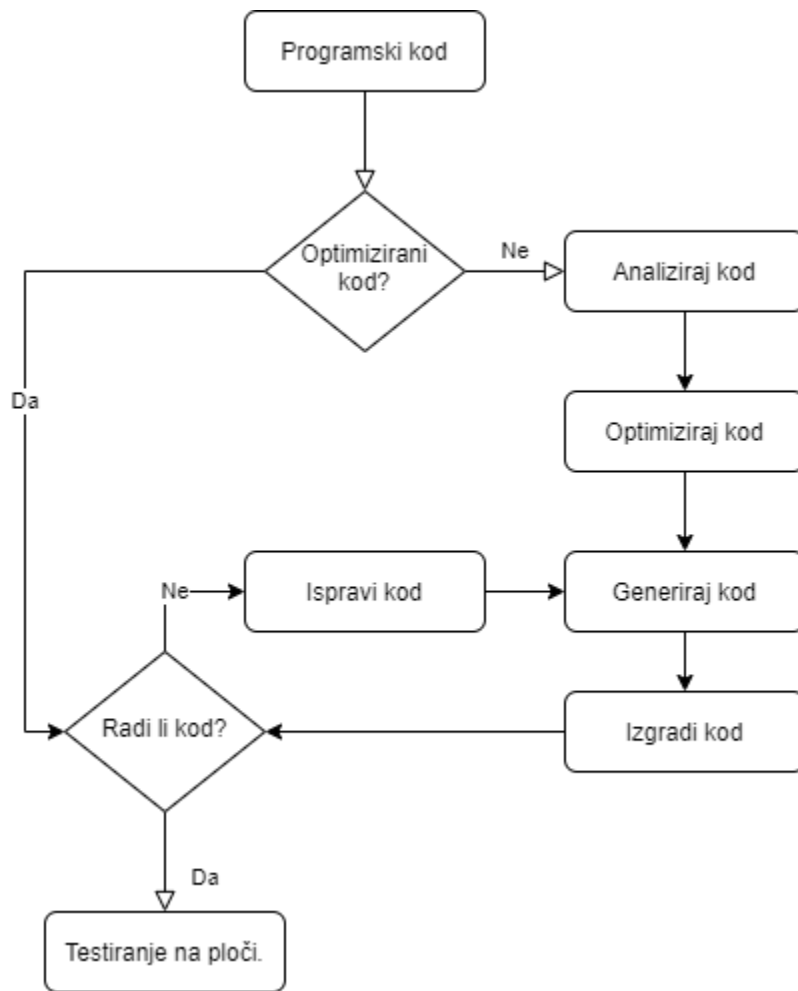 Programski kod
Optimizirani
kod?
Ne
Analiziraj kod
Da
Optimiziraj kod
Ne
Ispravi kod
Generiraj kod
Radi li kod?
Izgradi kod
Da
Testiranje na ploči.